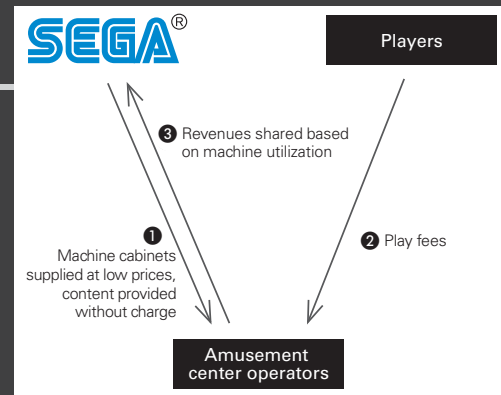 SEGA®
Players
❸ Revenues shared based
on machine utilization
❶
Machine cabinets
supplied at low prices,
content provided
without charge
❷ Play fees
Amusement
center operators